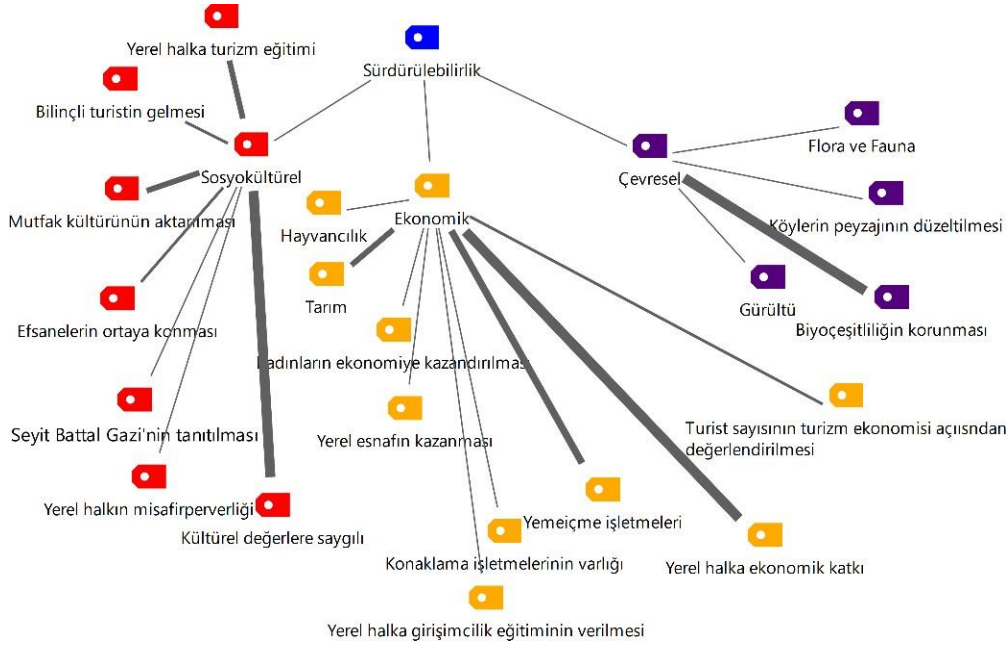 Yerel halka turizm eğitimi
Sürdürülebilirlik
Bilinçli turistin gelmesi
Flora ve Fauna
Sosyokültürel
Çevresel
Mutfak kültürünün aktarılması
Ekonomik
Köylerin peyzajının düzeltilmesi
Hayvancılık
Tarım
Gürültü
Efsanelerin ortaya konması
Biyoçeşitliliğin korunması
Kadınların ekonomiye kazandırılması
Seyit Battal Gazi'nin tanıtılması
Yerel esnafın kazanması
Turist sayısının turizm ekonomisi açıısndan
değerlendirilmesi
Yerel halkın misafirperverliği
Kültürel değerlere saygılı
Yemeiçme işletmeleri
Konaklama işletmelerinin varlığı
Yerel halka ekonomik katkı
Yerel halka girişimcilik eğitiminin verilmesi